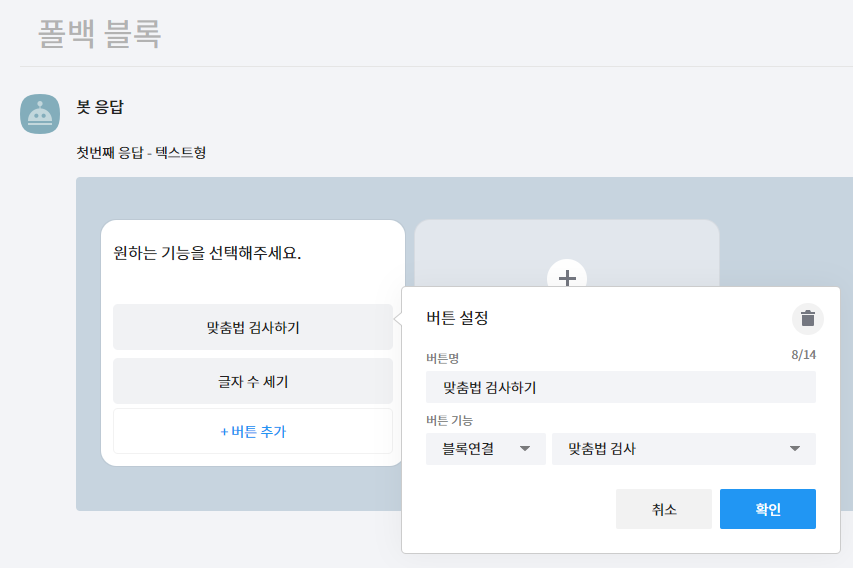 폴백 블록
봇 응답
첫번째 응답 - 텍스트형
원하는 기능을 선택해주세요.
맞춤법 검사하기
글자 수 세기
+ 버튼 추가
버튼 설정
버튼명
8/14
맞춤법 검사하기
버튼 기능
블록연결
맞춤법 검사
취소
확인